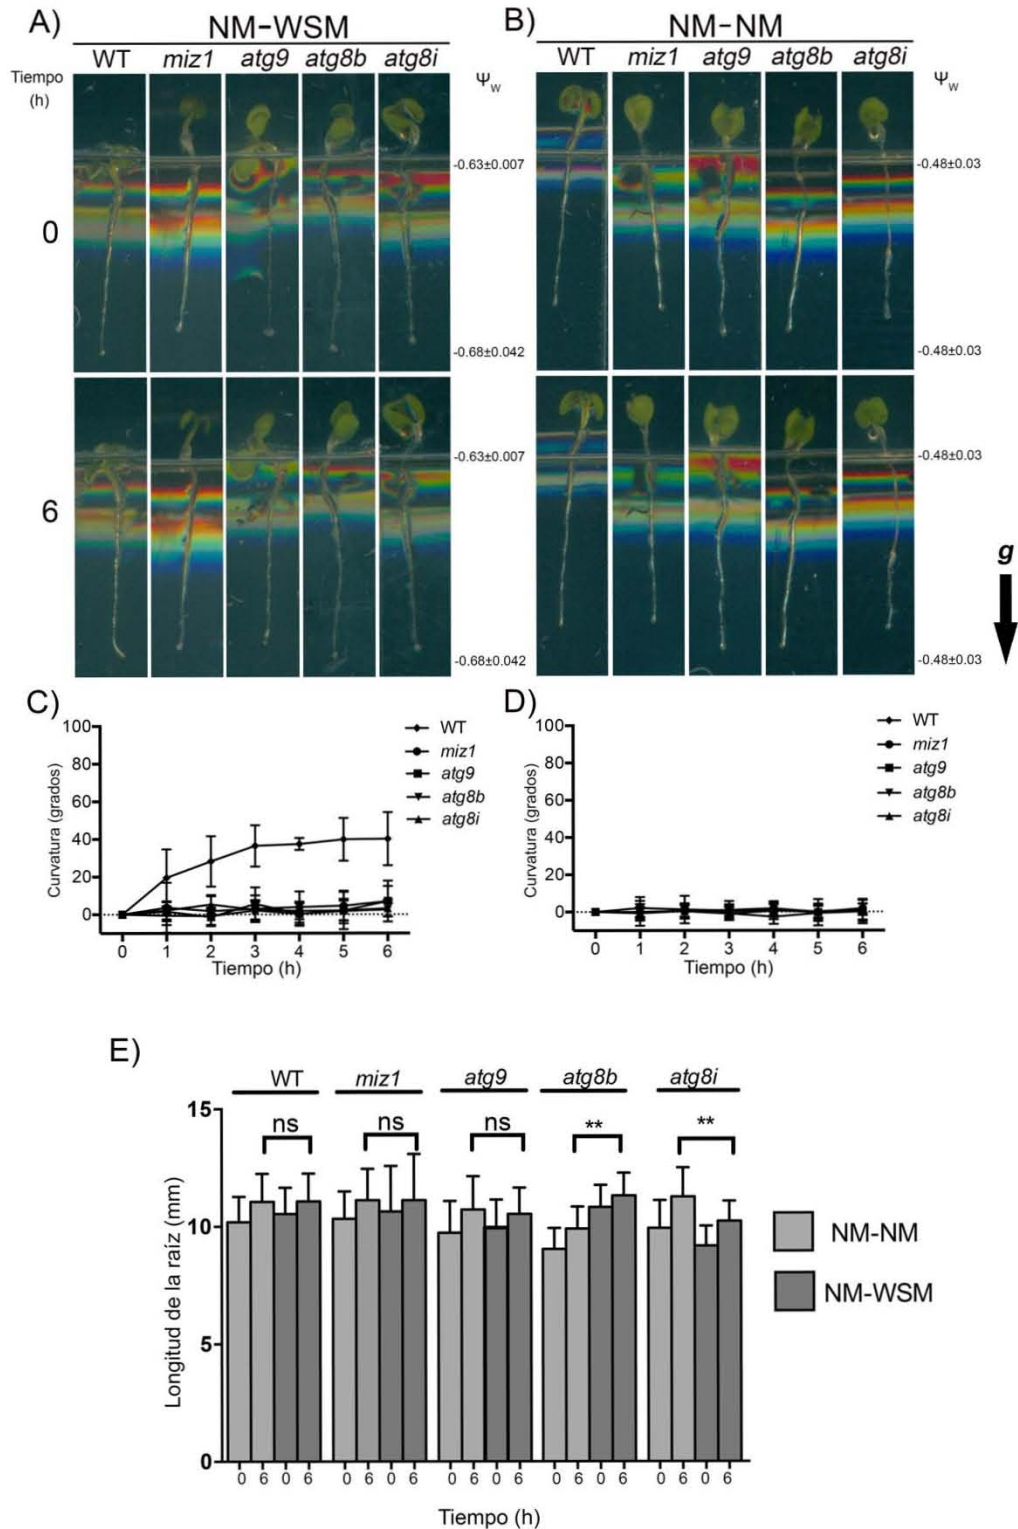 A)
NM-WSM
WT miz1 atg9 atg8b atg8i
Tiempo
(h)
Ψw
-0.63±0.007
0
-0.68±0.042
-0.63±0.007
6
-0.68±0.042
B)
NM-NM
WT miz1 atg9 atg8b atg8i
Ψw
-0.48±0.03
-0.48±0.03
-0.48±0.03
-0.48±0.03
g
C)
Curvatura (grados)
100
80
60
40
20
0
0 1 2 3 4 5 6
Tiempo (h)
WT
miz1
atg9
atg8b
atg8i
D)
Curvatura (grados)
100
80
60
40
20
0
0 1 2 3 4 5 6
Tiempo (h)
WT
miz1
atg9
atg8b
atg8i
E)
WT miz1 atg9 atg8b atg8i
ns ns ns ** **
Longitud de la raíz (mm)
15
10
5
0
0 6 0 6 0 6 0 6 0 6 0 6 0 6 0 6 0 6 0 6
Tiempo (h)
NM-NM
NM-WSM